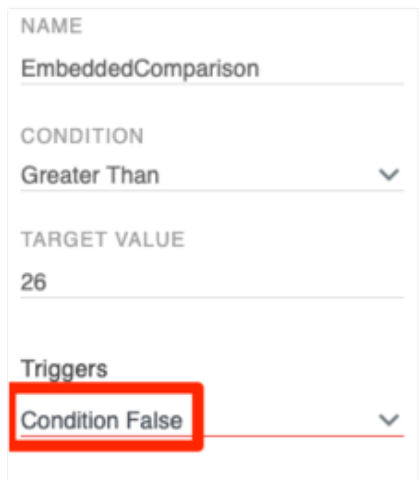 NAME
EmbeddedComparison
CONDITION
Greater Than
TARGET VALUE
26
Triggers
Condition False